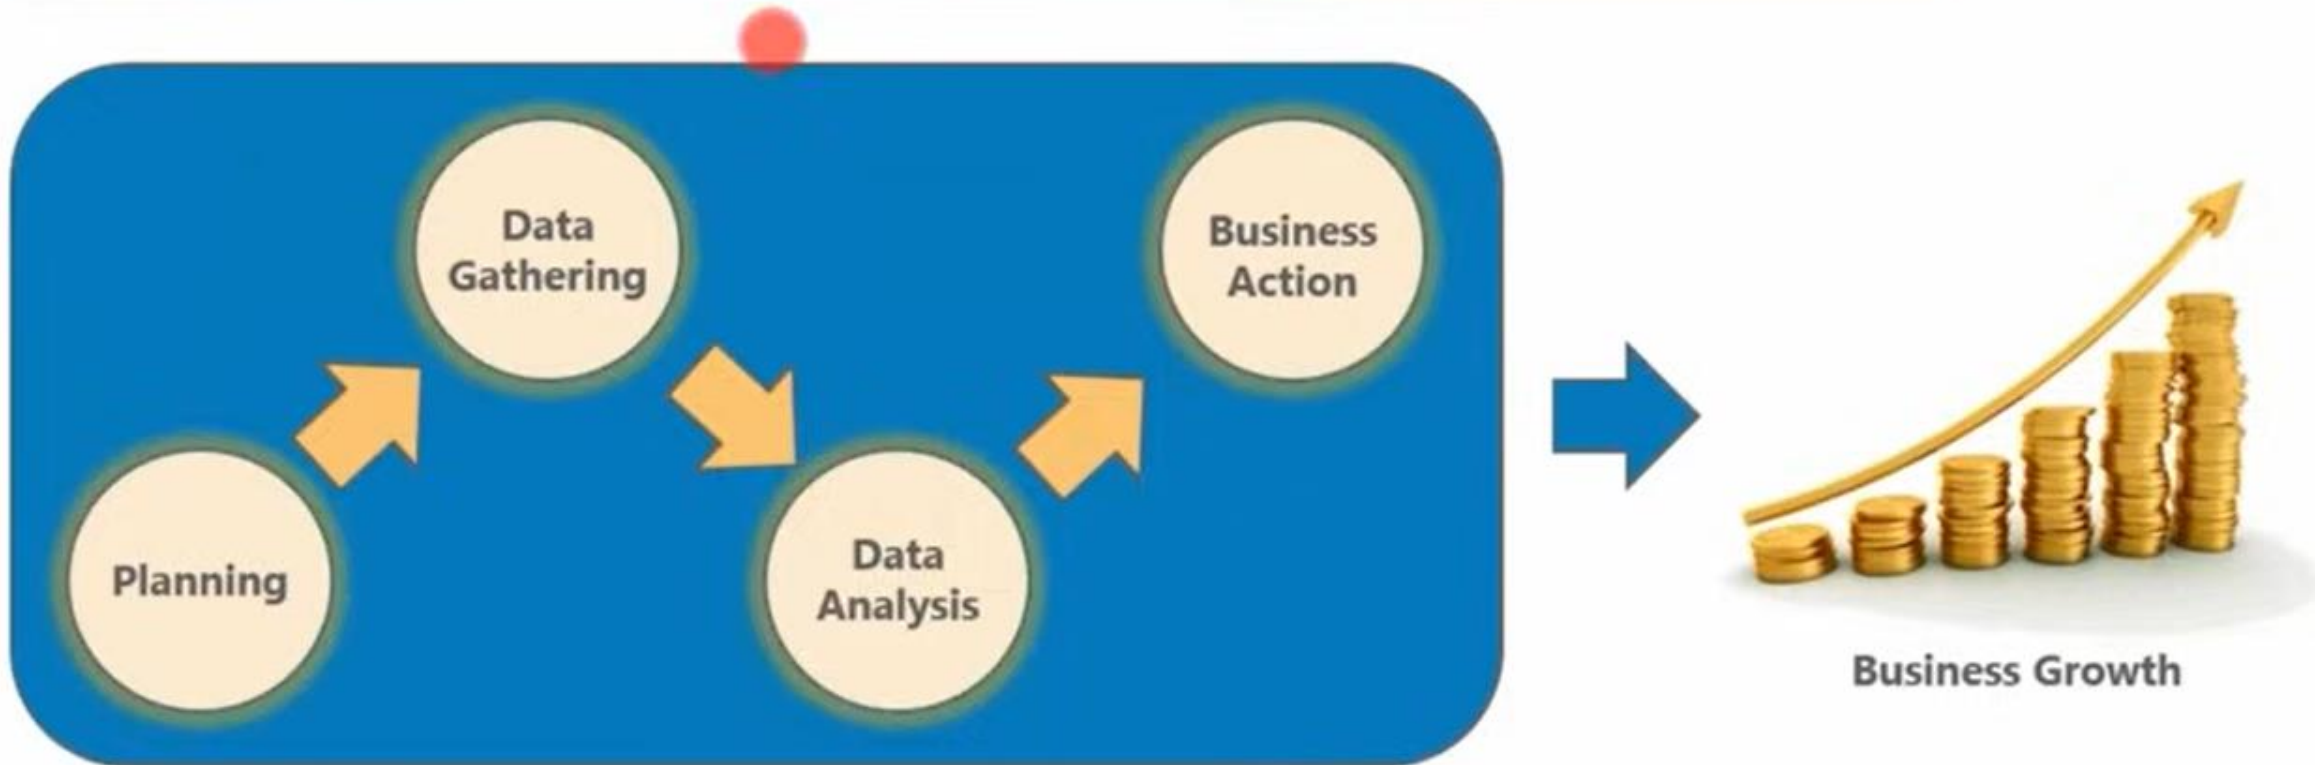 Planning
Data
Gathering
Data
Analysis
Business
Action
Business Growth